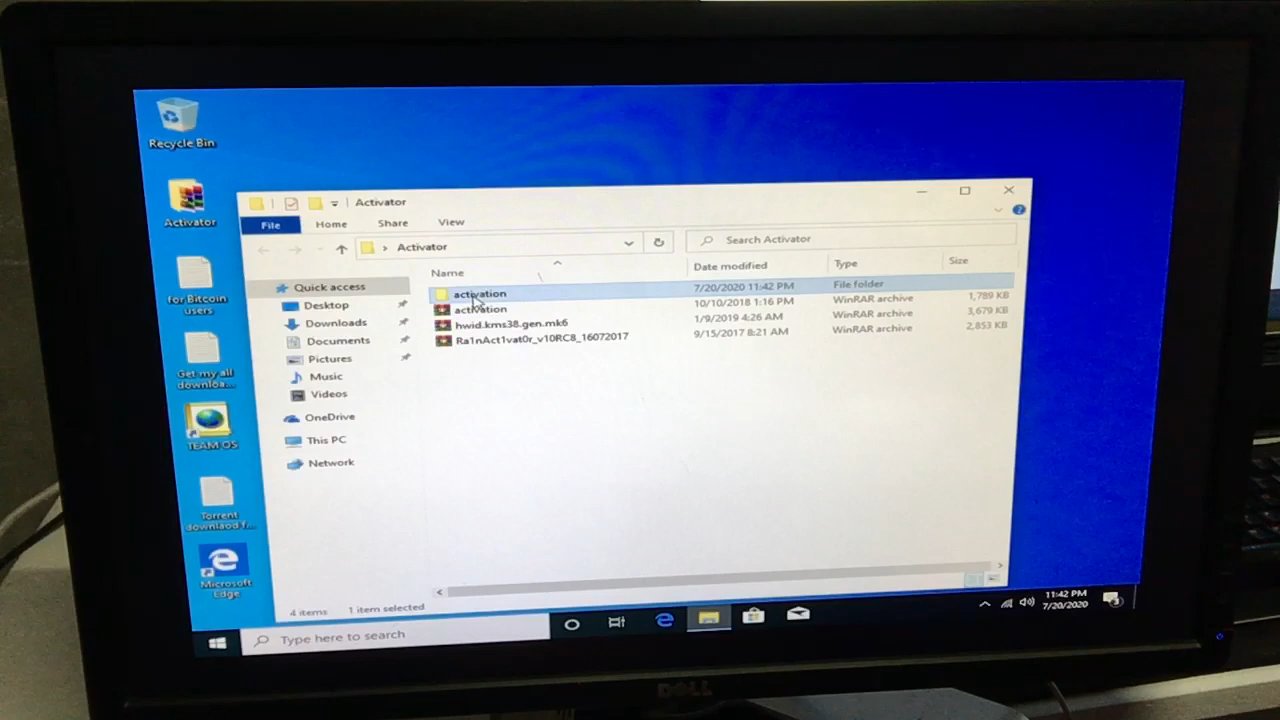 Recycle Bin
Activator
for Bitcoin
users
Get my all
downloa...
TEAM OS
Torrent
downlaod f...
Microsoft
Edge
Activator
File
Home
Share
View
Activator
Search Activator
Name
Date modified
Type
Size
activation
7/20/2020 11:42 PM
File folder
activation
10/10/2018 1:16 PM
WinRAR archive
1,789 KB
hwid.kms38.gen.mk6
1/9/2019 4:26 AM
WinRAR archive
3,679 KB
Ra1nAct1vat0r_v10RC8_16072017
9/15/2017 8:21 AM
WinRAR archive
2,853 KB
Quick access
Desktop
Downloads
Documents
Pictures
Music
Videos
OneDrive
This PC
Network
4 items
1 item selected
Type here to search
11:42 PM
7/20/2020
3
DELL